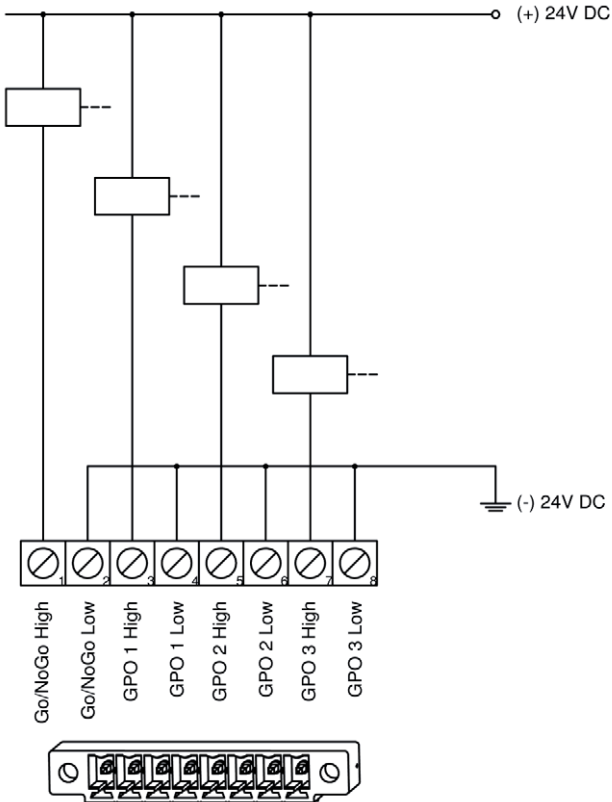 (+) 24V DC
(-) 24V DC
1 2 3 4 5 6 7 8
Go/NoGo High
Go/NoGo Low
GPO 1 High
GPO 1 Low
GPO 2 High
GPO 2 Low
GPO 3 High
GPO 3 Low